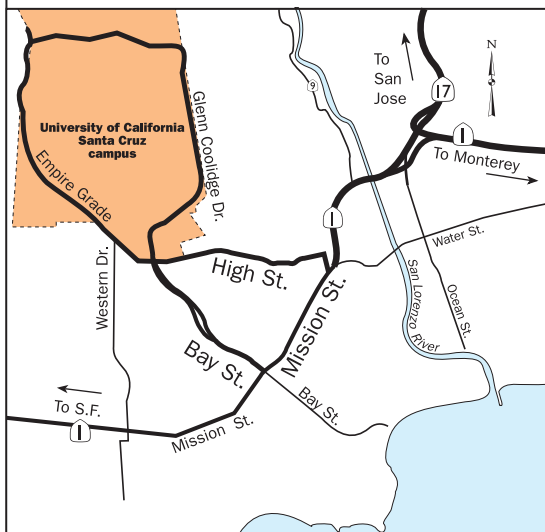 To
San
Jose
N
9
17
University of California
Santa Cruz
campus
Glenn Coolidge Dr.
1
To Monterey
Empire Grade
1
Water St.
High St.
Western Dr.
Mission St.
San Lorenzo
River
Ocean St.
Bay St.
To S.F.
1
Bay St.
Mission St.